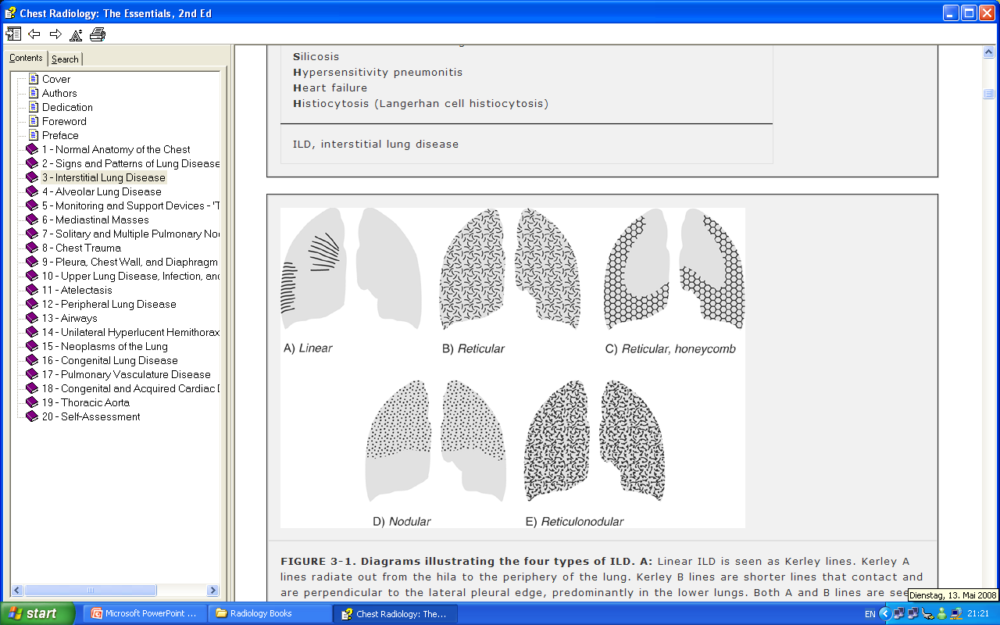 Chest Radiology: The Essentials, 2nd Ed
Contents
Search
Cover
Authors
Dedication
Foreword
Preface
1 - Normal Anatomy of the Chest
2 - Signs and Patterns of Lung Disease
3 - Interstitial Lung Disease
4 - Alveolar Lung Disease
5 - Monitoring and Support Devices - 'T
6 - Mediastinal Masses
7 - Solitary and Multiple Pulmonary No
8 - Chest Trauma
9 - Pleura, Chest Wall, and Diaphragm
10 - Upper Lung Disease, Infection, an
11 - Atelectasis
12 - Peripheral Lung Disease
13 - Airways
14 - Unilateral Hyperlucent Hemithorax
15 - Neoplasms of the Lung
16 - Congenital Lung Disease
17 - Pulmonary Vasculature Disease
18 - Congenital and Acquired Cardiac
19 - Thoracic Aorta
20 - Self-Assessment
Silicosis
Hypersensitivity pneumonitis
Heart failure
Histiocytosis (Langerhan cell histiocytosis)
ILD, interstitial lung disease
A) Linear
B) Reticular
C) Reticular, honeycomb
D) Nodular
E) Reticulonodular
FIGURE 3-1. Diagrams illustrating the four types of ILD. A: Linear ILD is seen as Kerley lines. Kerley A
lines radiate out from the hila to the periphery of the lung. Kerley B lines are shorter lines that contact and
are perpendicular to the lateral pleural edge, predominantly in the lower lungs. Both A and B lines are see
Dienstag, 13. Mai 2008
start
Microsoft PowerPoint ...
Radiology Books
Chest Radiology: The...
EN
21:21